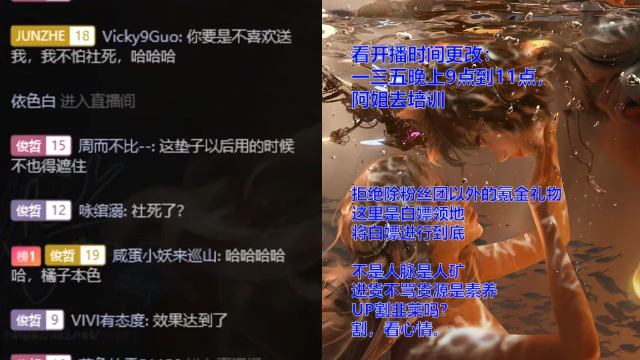 JUNZHE 18 Vicky9Guo: 你要是不喜欢送
我，我不怕社死，哈哈哈
依色白 进入直播间
俊哲 15 周而不比--: 这垫子以后用的时候
不也得遮住
俊哲 12 咏绾溺: 社死了?
榜1 俊哲 19 咸蛋小妖来巡山: 哈哈哈哈
哈，橘子本色
俊哲 9 VIVI有态度: 效果达到了
看开播时间更改：
一三五晚上9点到11点，
阿姐去培训
拒绝除粉丝团以外的氪金礼物
这里是白嫖领地
将白嫖进行到底
不是人脉是人矿
进货不骂货源是素养
UP割韭菜吗？
割，看心情。